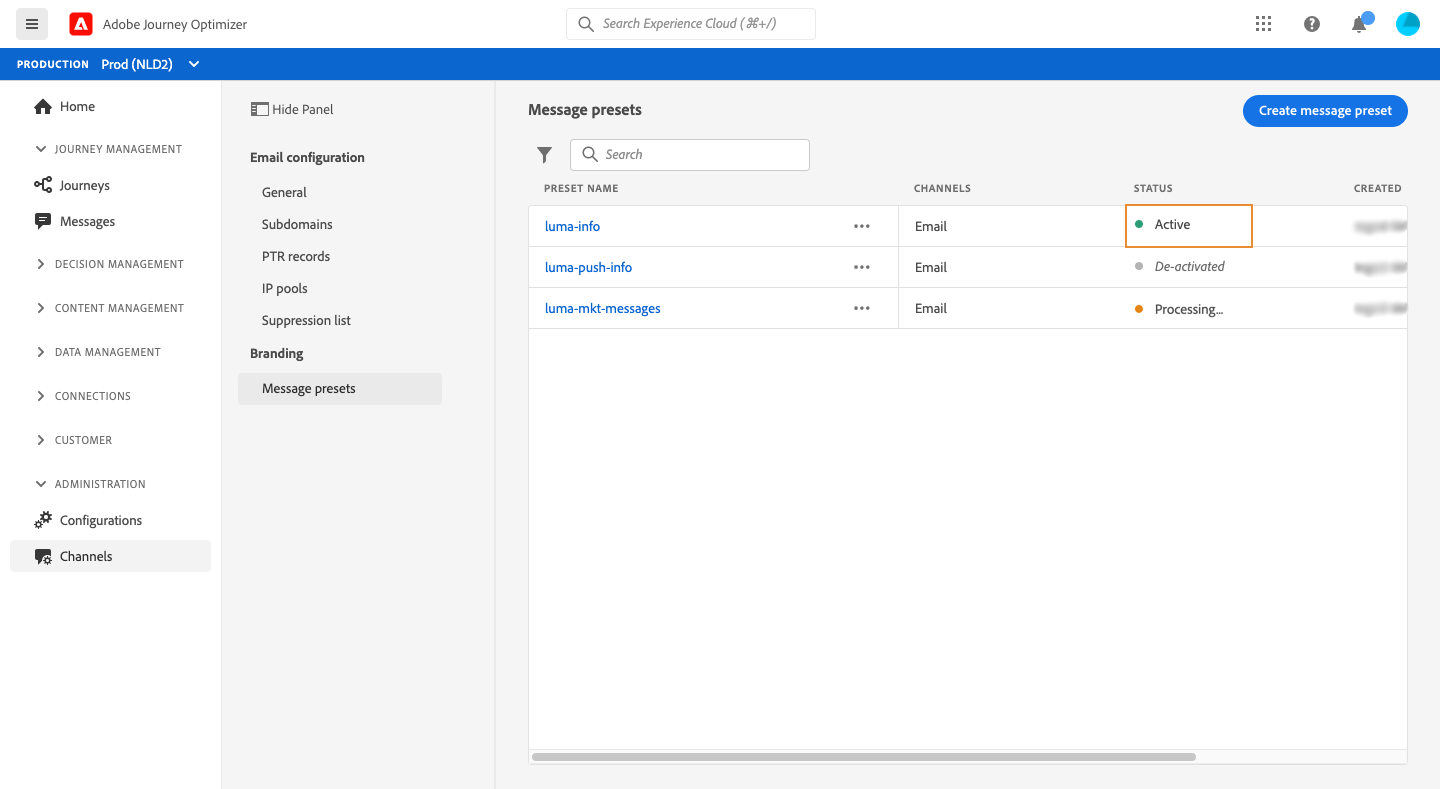 Adobe Journey Optimizer
Search Experience Cloud (⌘+/)
PRODUCTION Prod (NLD2)
Home
JOURNEY MANAGEMENT
Journeys
Messages
DECISION MANAGEMENT
CONTENT MANAGEMENT
DATA MANAGEMENT
CONNECTIONS
CUSTOMER
ADMINISTRATION
Configurations
Channels
Hide Panel
Email configuration
General
Subdomains
PTR records
IP pools
Suppression list
Branding
Message presets
Message presets
Create message preset
Search
PRESET NAME CHANNELS STATUS CREATED
luma-info Email Active
luma-push-info Email De-activated
luma-mkt-messages Email Processing...